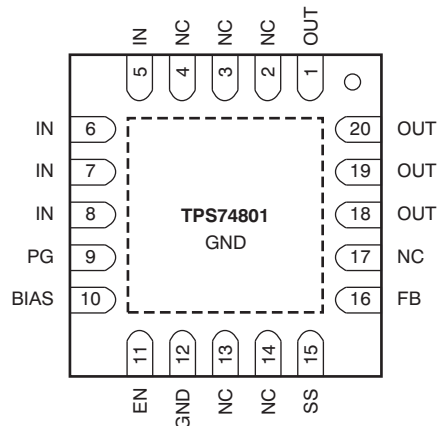 IN NC NC NC OUT
5 4 3 2 1
IN 6 20 OUT
IN 7 19 OUT
IN 8 18 OUT
PG 9 17 NC
BIAS 10 16 FB
TPS74801
GND
11 12 13 14 15
EN GND NC NC SS